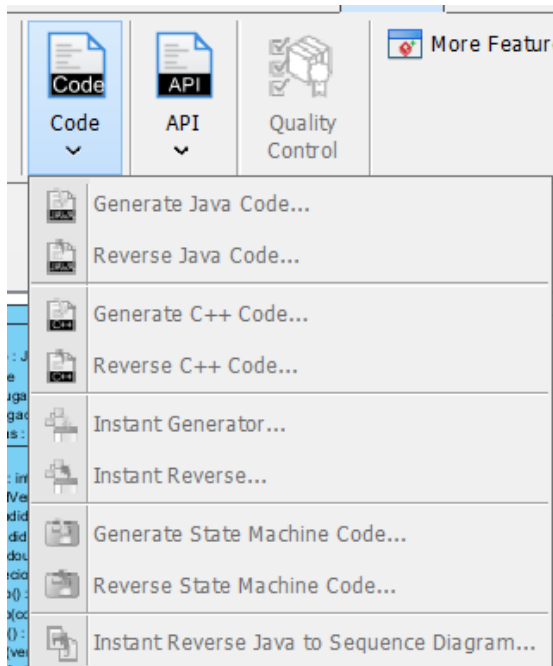 Code
API
More Featur
Code
API
Quality
Control
Generate Java Code...
Reverse Java Code...
Generate C++ Code...
Reverse C++ Code...
Instant Generator...
Instant Reverse...
Generate State Machine Code...
Reverse State Machine Code...
Instant Reverse Java to Sequence Diagram...